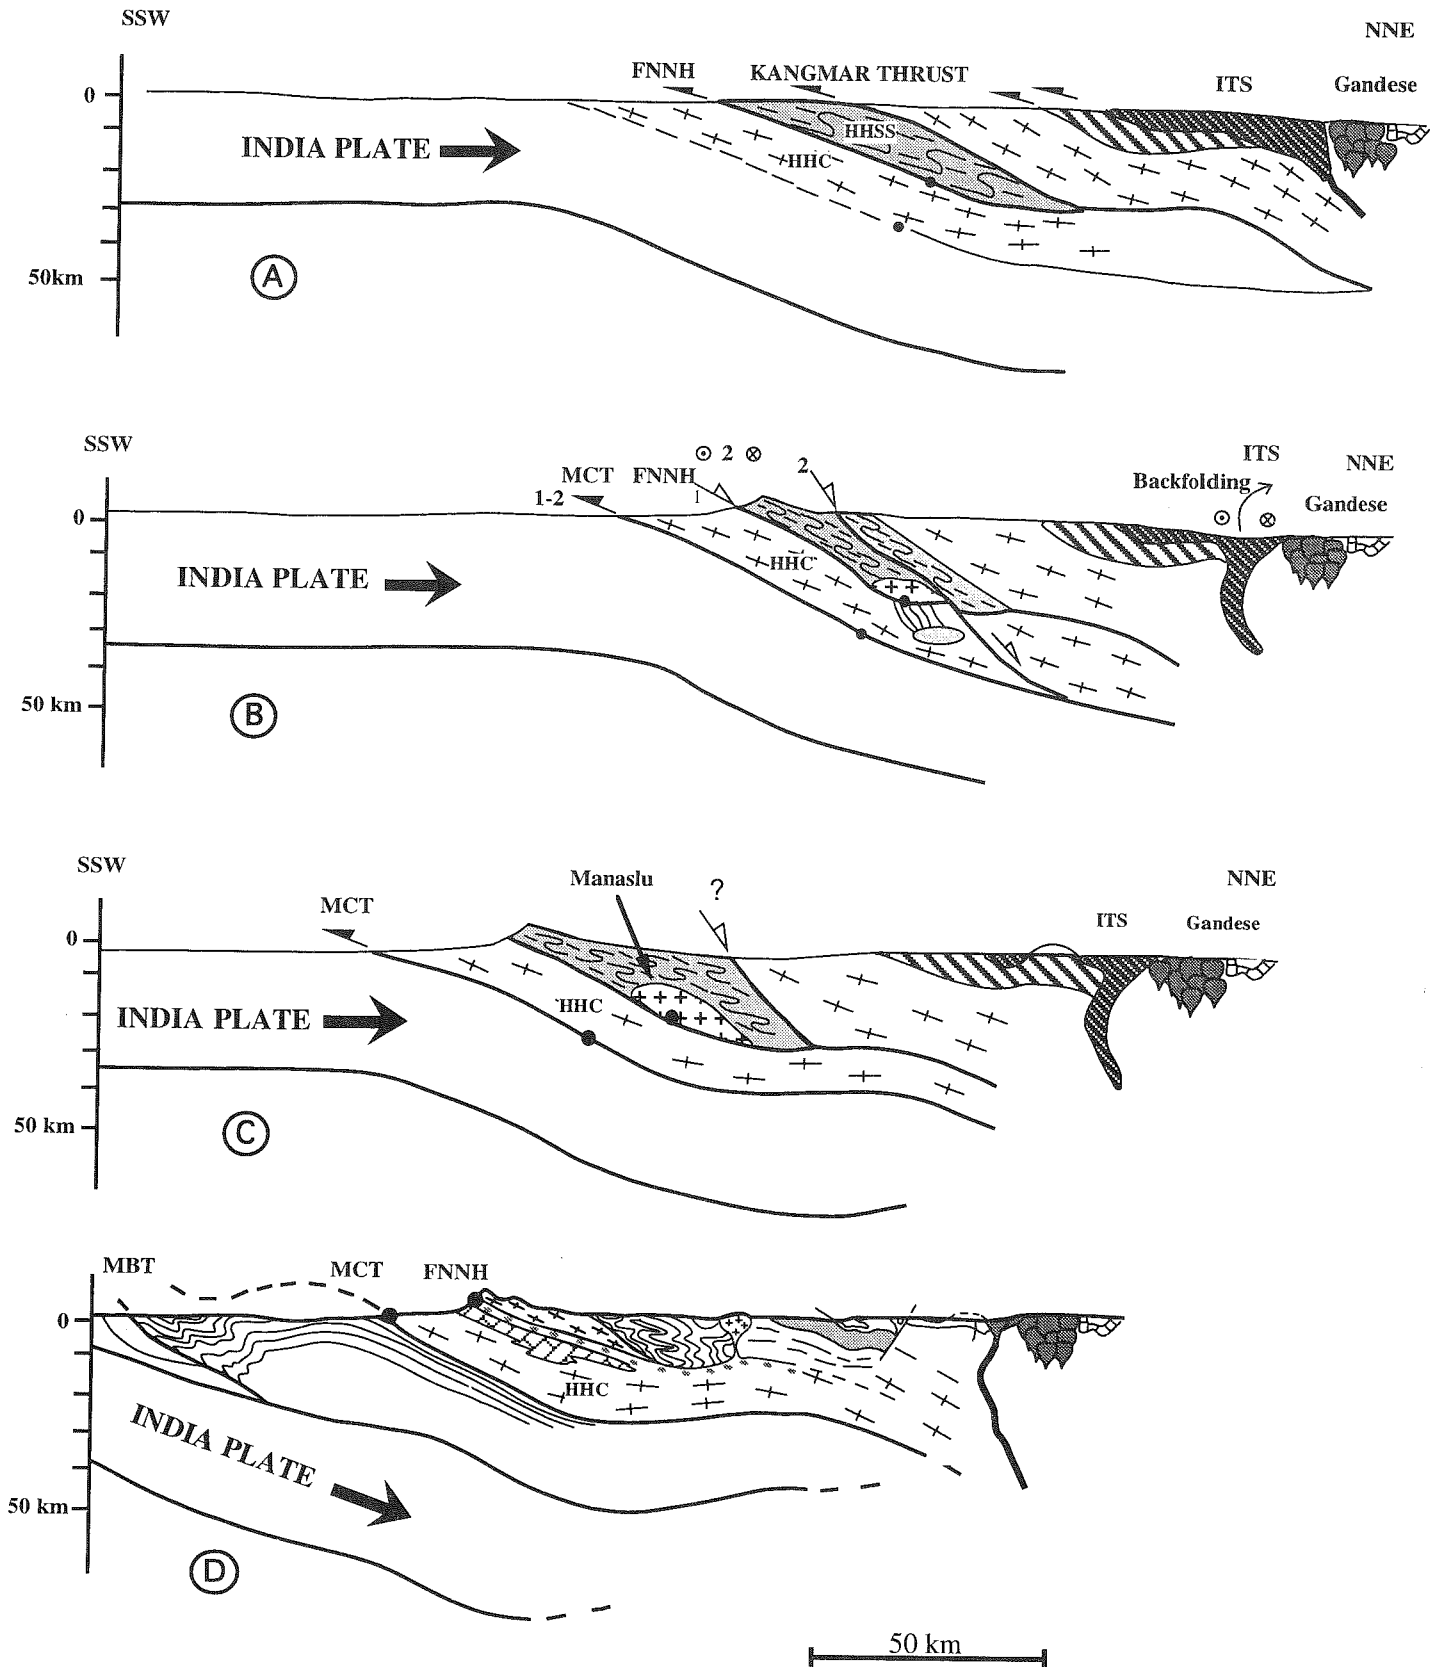 SSW
NNE
FNNH
KANGMAR THRUST
ITS
Gandese
0
HHSS
INDIA PLATE
HHC
50km
A
SSW
2
2
ITS
NNE
MCT
FNNH
Backfolding
1-2
1
Gandese
0
HHC
INDIA PLATE
50 km
B
SSW
Manaslu
?
NNE
MCT
ITS
Gandese
0
HHC
INDIA PLATE
50 km
C
MBT
MCT
FNNH
0
HHC
INDIA PLATE
50 km
D
50 km